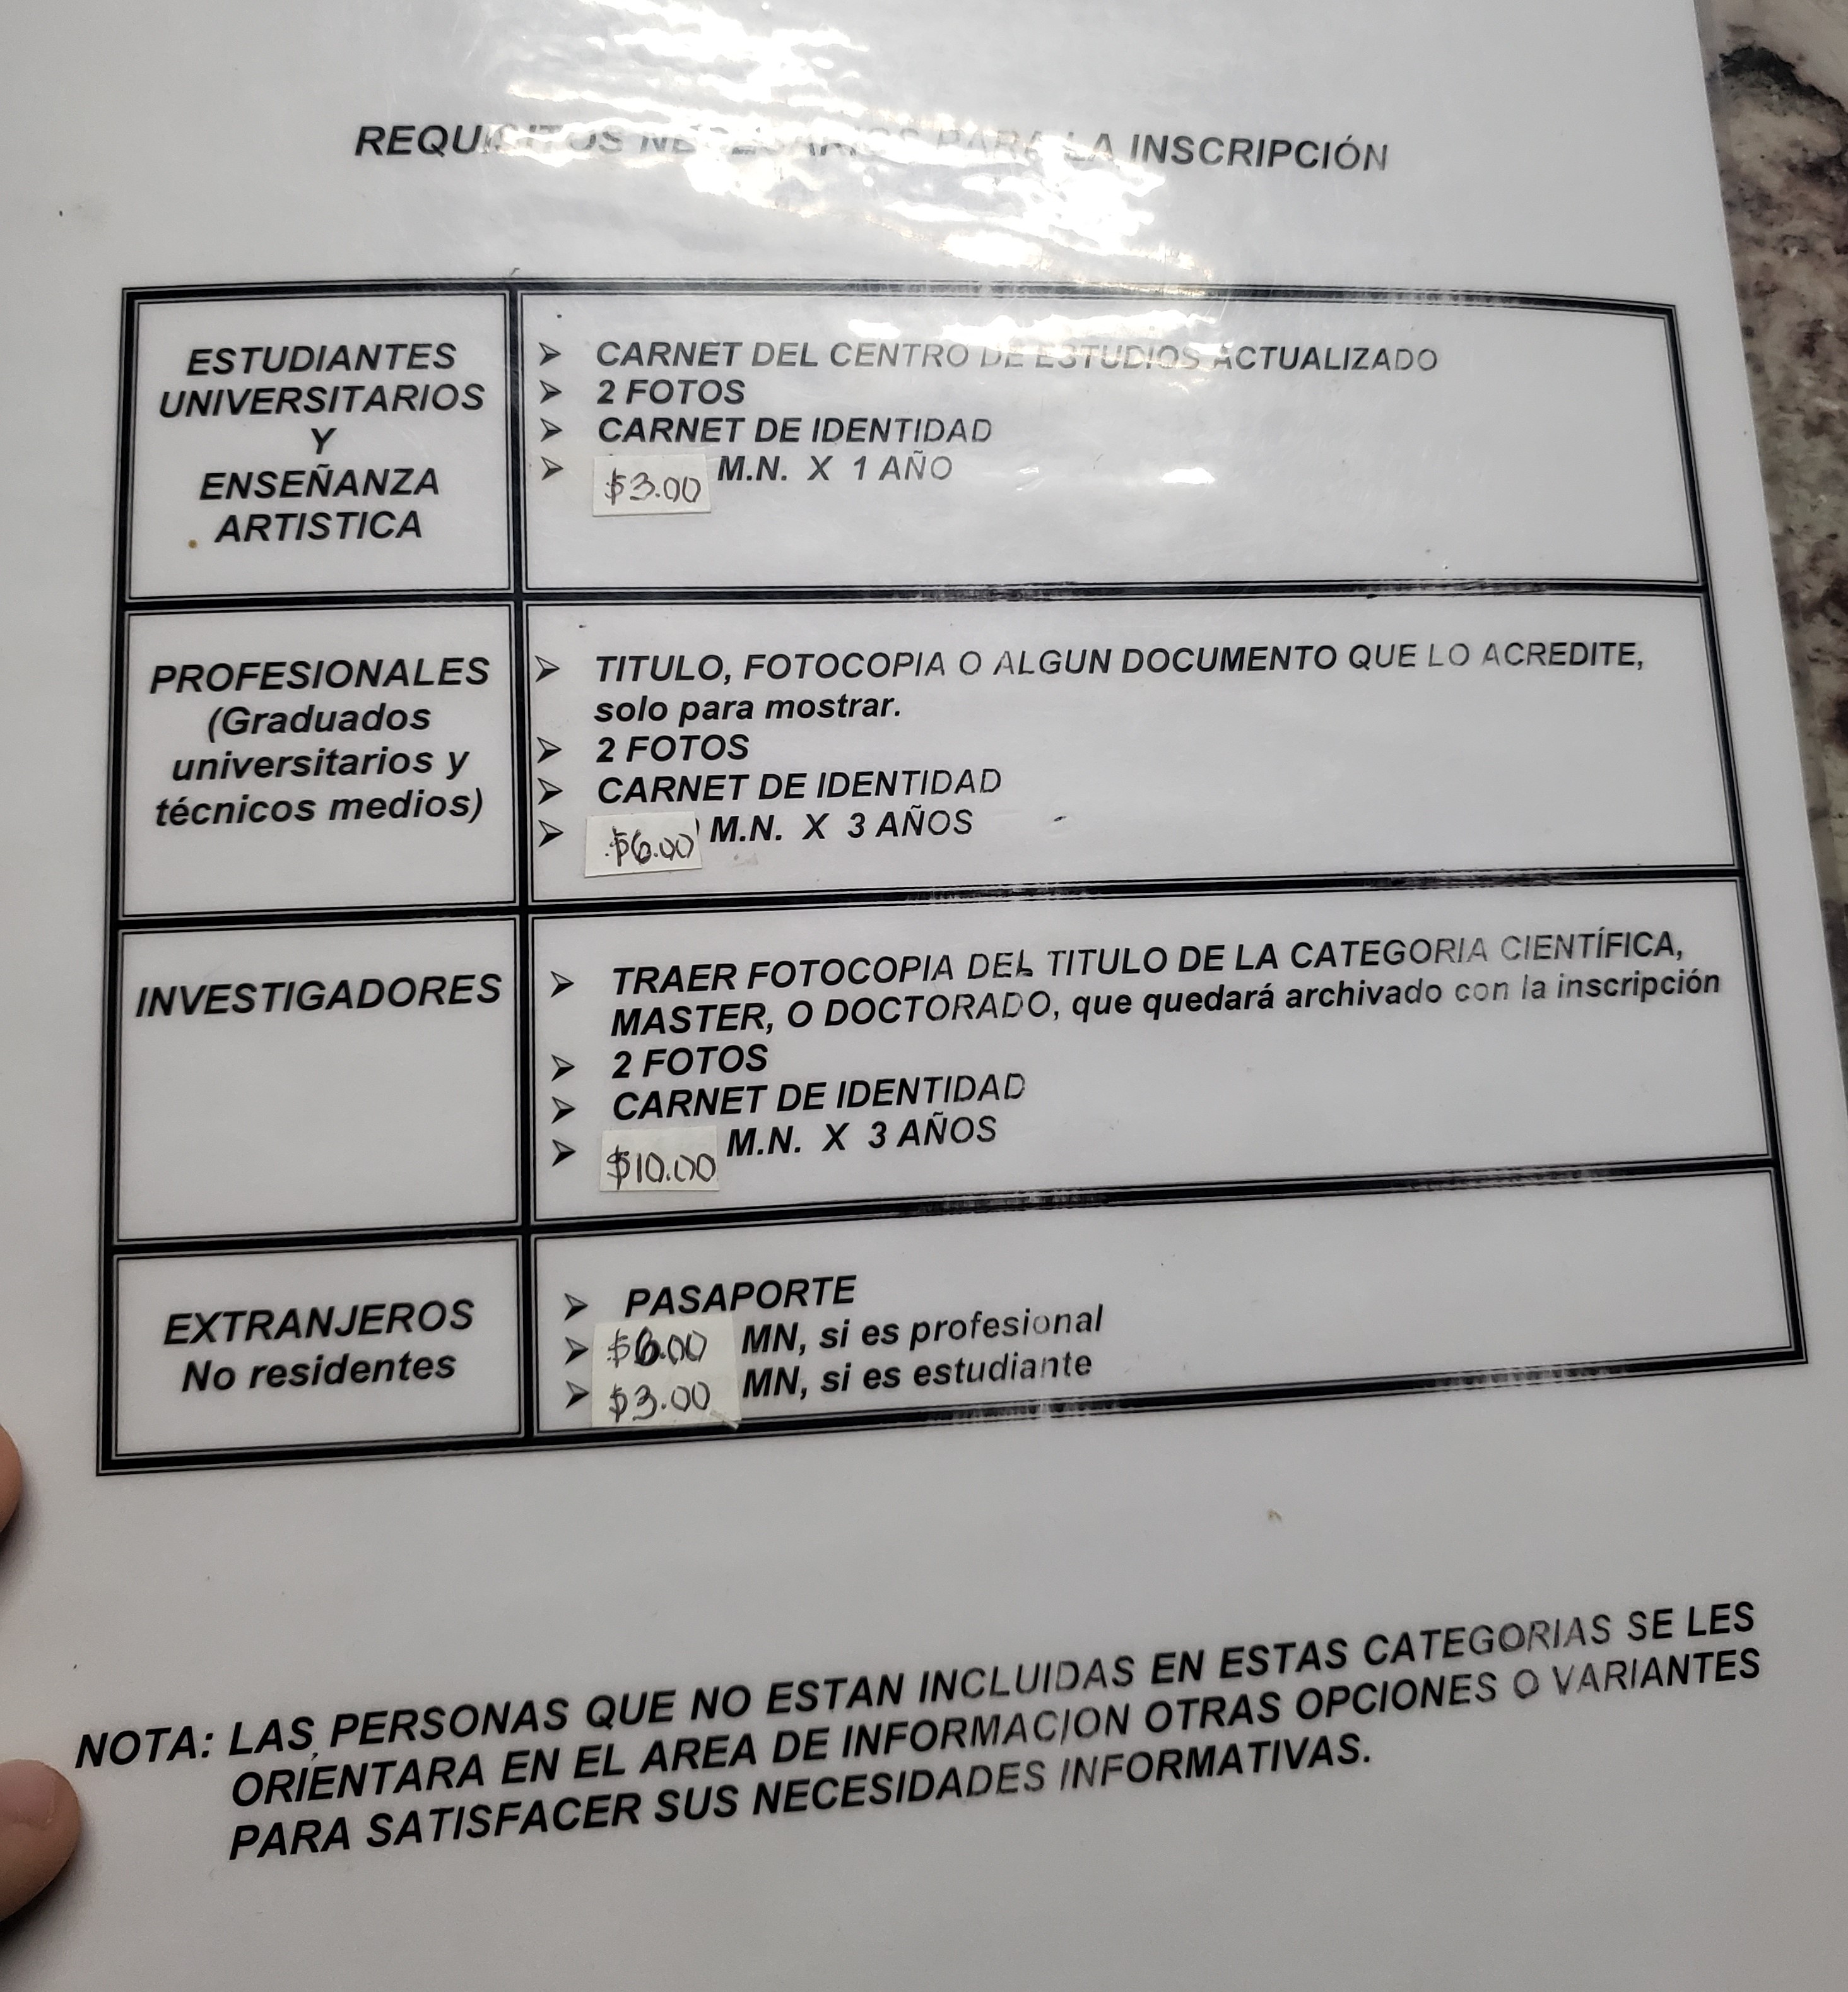 REQUISITOS NECESARIOS PARA LA INSCRIPCIÓN
ESTUDIANTES
UNIVERSITARIOS
Y
ENSEÑANZA
ARTISTICA
➢ CARNET DEL CENTRO DE ESTUDIOS ACTUALIZADO
➢ 2 FOTOS
➢ CARNET DE IDENTIDAD
➢ $3.00 M.N. X 1 AÑO
PROFESIONALES
(Graduados
universitarios y
técnicos medios)
➢ TITULO, FOTOCOPIA O ALGUN DOCUMENTO QUE LO ACREDITE,
solo para mostrar.
➢ 2 FOTOS
➢ CARNET DE IDENTIDAD
➢ $6.00 M.N. X 3 AÑOS
INVESTIGADORES
➢ TRAER FOTOCOPIA DEL TITULO DE LA CATEGORIA CIENTÍFICA,
MASTER, O DOCTORADO, que quedará archivado con la inscripción
➢ 2 FOTOS
➢ CARNET DE IDENTIDAD
➢ $10.00 M.N. X 3 AÑOS
EXTRANJEROS
No residentes
➢ PASAPORTE
➢ $6.00 MN, si es profesional
➢ $3.00 MN, si es estudiante
NOTA: LAS PERSONAS QUE NO ESTAN INCLUIDAS EN ESTAS CATEGORIAS SE LES
ORIENTARA EN EL AREA DE INFORMACION OTRAS OPCIONES O VARIANTES
PARA SATISFACER SUS NECESIDADES INFORMATIVAS.